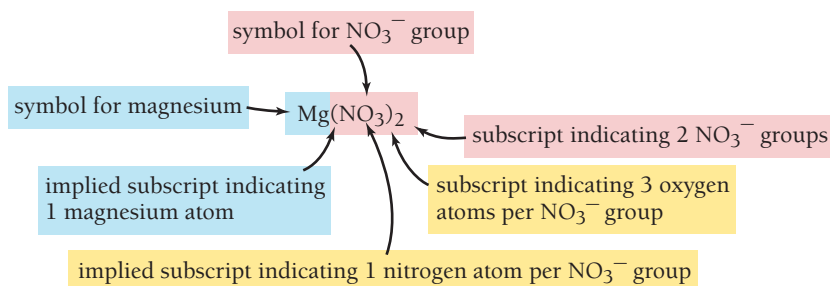 symbol for NO₃⁻ group
symbol for magnesium
Mg(NO₃)₂
subscript indicating 2 NO₃⁻ groups
implied subscript indicating
1 magnesium atom
subscript indicating 3 oxygen
atoms per NO₃⁻ group
implied subscript indicating 1 nitrogen atom per NO₃⁻ group